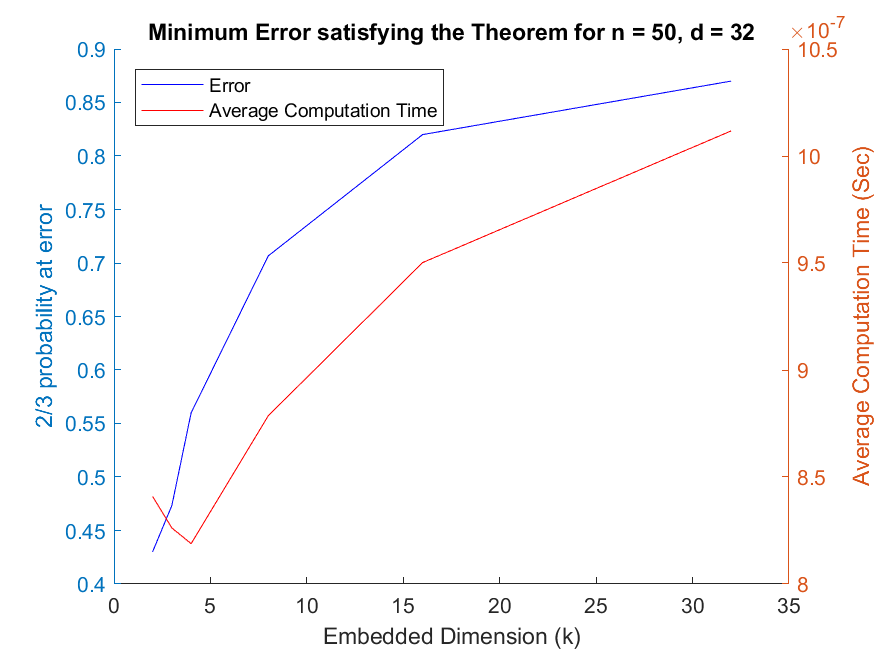 Minimum Error satisfying the Theorem for n = 50, d = 32
×10⁻⁷
Error
Average Computation Time
2/3 probability at error
0.9
0.85
0.8
0.75
0.7
0.65
0.6
0.55
0.5
0.45
0.4
10.5
10
9.5
9
8.5
8
Average Computation Time (Sec)
0 5 10 15 20 25 30 35
Embedded Dimension (k)